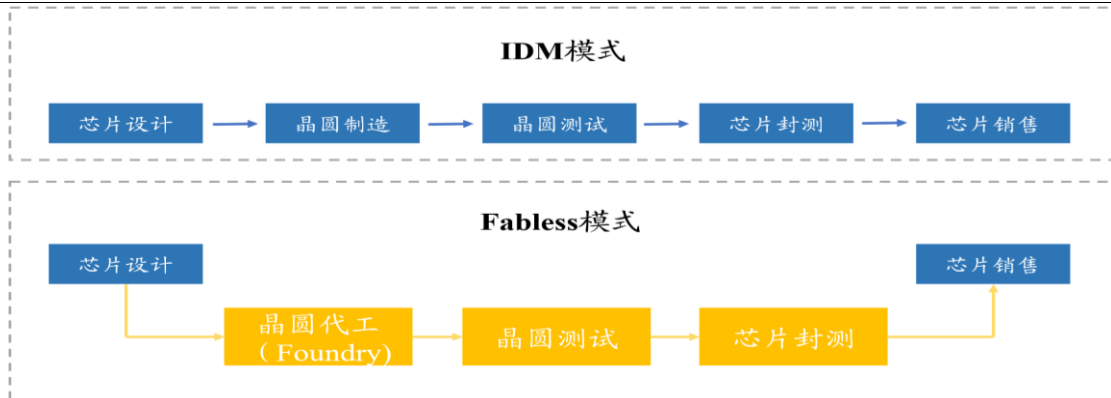 IDM模式
芯片设计
晶圆制造
晶圆测试
芯片封测
芯片销售
Fabless模式
芯片设计
芯片销售
晶圆代工
（Foundry)
晶圆测试
芯片封测